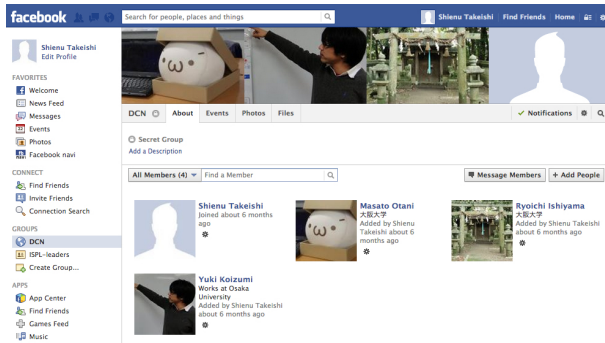 facebook
Search for people, places and things
Shienu Takeishi Find Friends Home
Shienu Takeishi
Edit Profile
FAVORITES
Welcome
News Feed
Messages
Events
Photos
Facebook navi
CONNECT
Find Friends
Invite Friends
Connection Search
GROUPS
DCN
ISPL-leaders
Create Group...
APPS
App Center
Find Friends
Games Feed
Music
DCN About Events Photos Files ✓ Notifications
Secret Group
Add a Description
All Members (4) Find a Member Message Members + Add People
Shienu Takeishi
Joined about 6 months
ago
Masato Otani
大阪大学
Added by Shienu
Takeishi about 6
months ago
Ryoichi Ishiyama
大阪大学
Added by Shienu
Takeishi about 6
months ago
Yuki Koizumi
Works at Osaka
University
Added by Shienu Takeishi
about 6 months ago